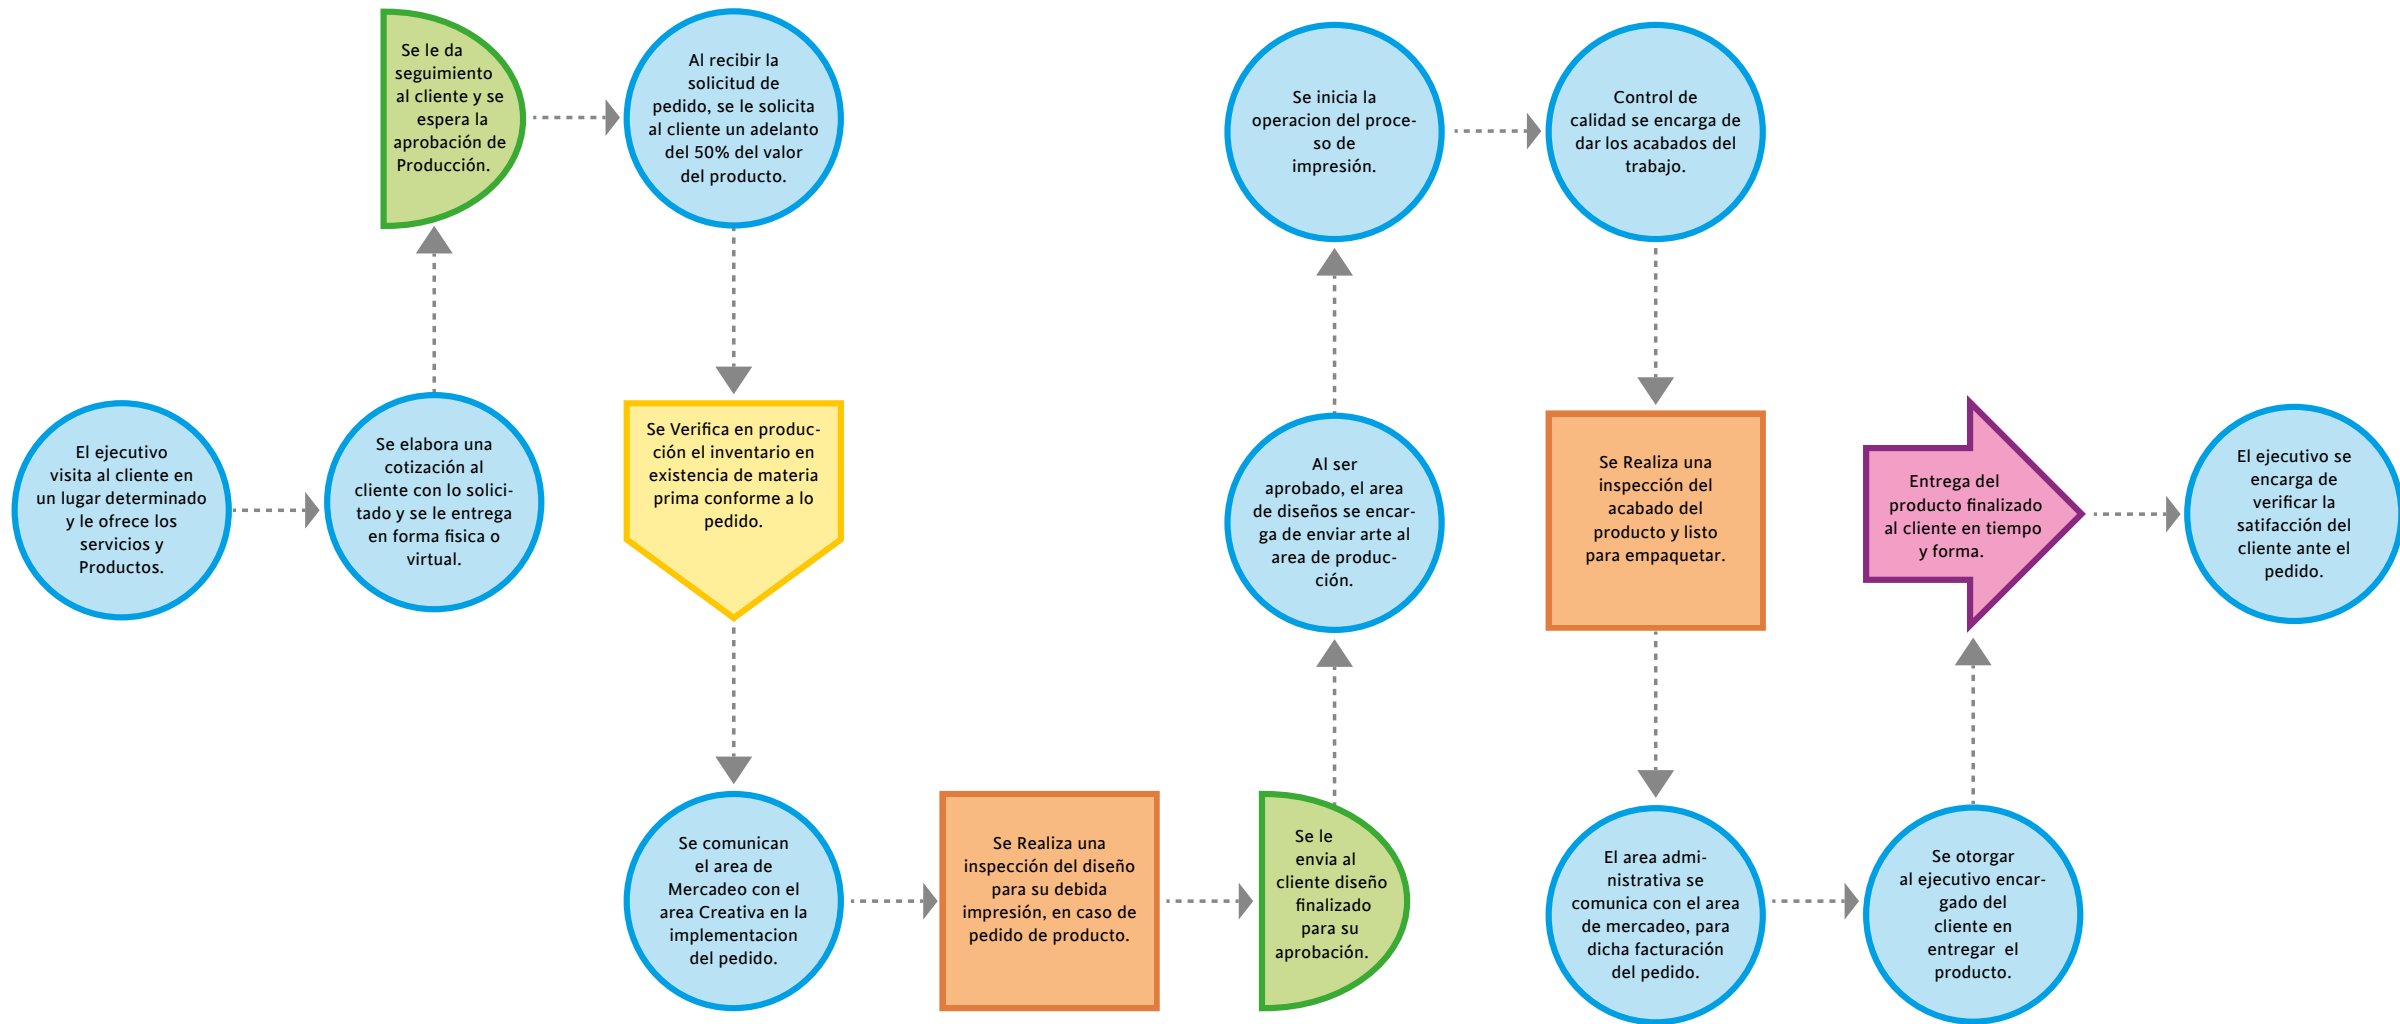 El ejecutivo
visita al cliente en
un lugar determinado
y le ofrece los
servicios y
Productos.
Se elabora una
cotización al
cliente con lo solici-
tado y se le entrega
en forma fisica o
virtual.
Se le da
seguimiento
al cliente y se
espera la
aprobación de
Producción.
Al recibir la
solicitud de
pedido, se le solicita
al cliente un adelanto
del 50% del valor
del producto.
Se Verifica en produc-
ción el inventario en
existencia de materia
prima conforme a lo
pedido.
Se comunican
el area de
Mercadeo con el
area Creativa en la
implementacion
del pedido.
Se Realiza una
inspección del diseño
para su debida
impresión, en caso de
pedido de producto.
Se le
envia al
cliente diseño
finalizado
para su
aprobación.
Al ser
aprobado, el area
de diseños se encar-
ga de enviar arte al
area de produc-
ción.
Se inicia la
operacion del proce-
so de
impresión.
Control de
calidad se encarga de
dar los acabados del
trabajo.
Se Realiza una
inspección del
acabado del
producto y listo
para empaquetar.
El area admi-
nistrativa se
comunica con el area
de mercadeo, para
dicha facturación
del pedido.
Se otorgar
al ejecutivo encar-
gado del
cliente en
entregar el
producto.
Entrega del
producto finalizado
al cliente en tiempo
y forma.
El ejecutivo se
encarga de
verificar la
satifacción del
cliente ante el
pedido.